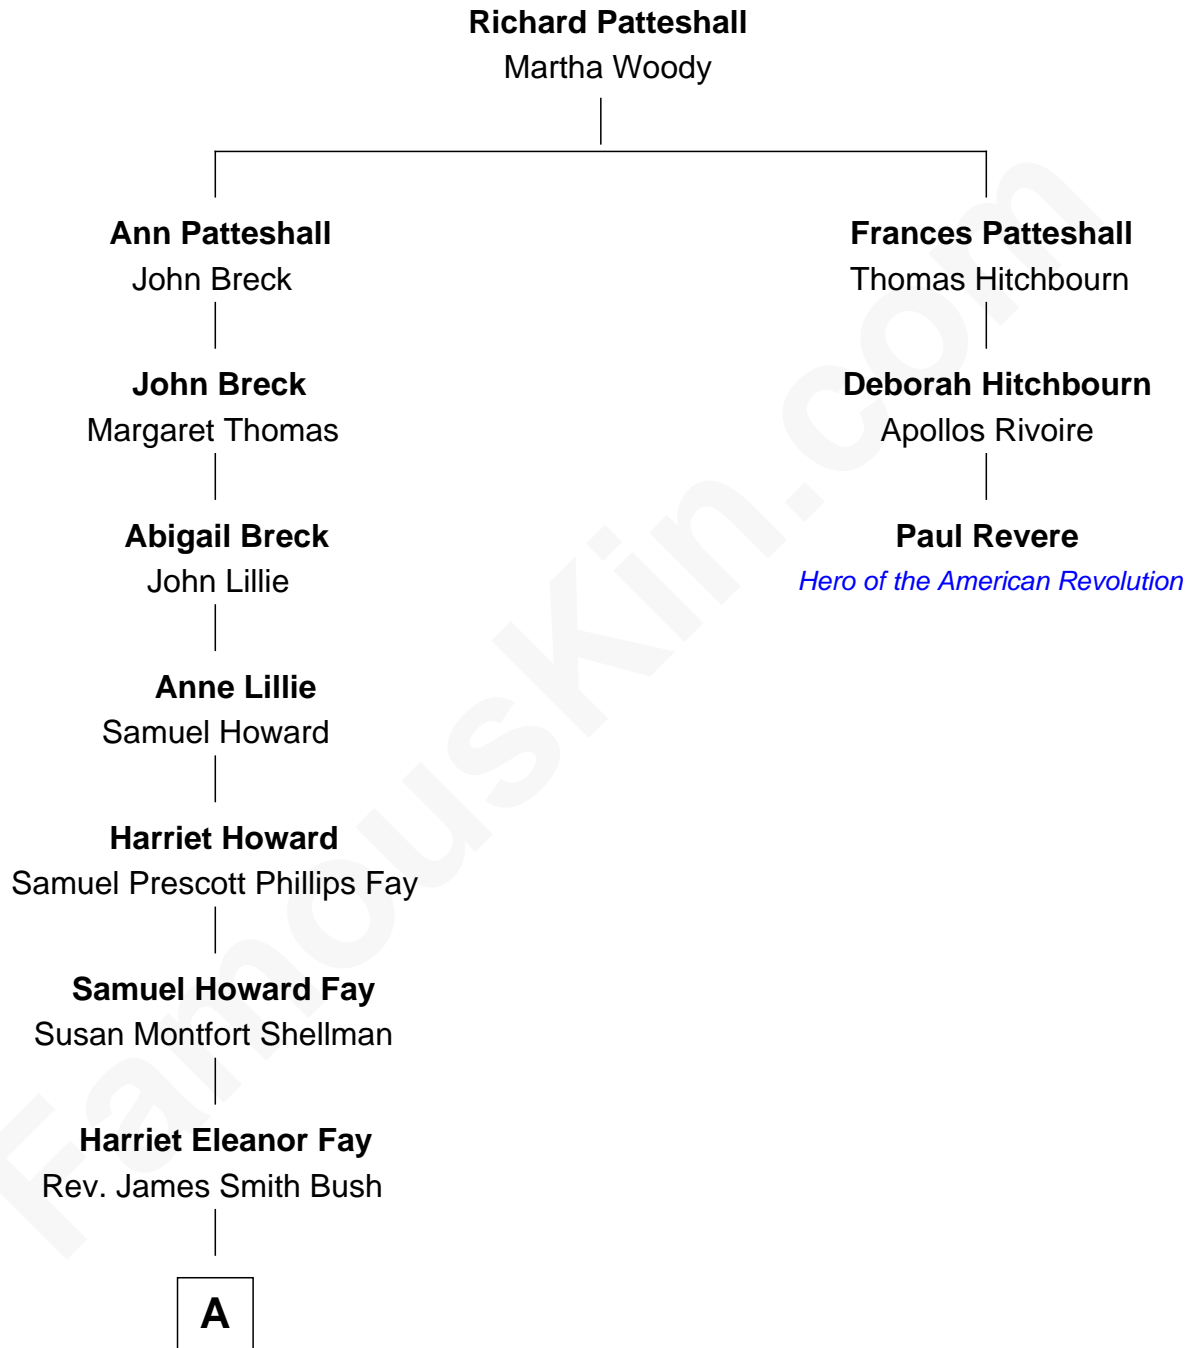 Richard Patteshall
Martha Woody
Ann Patteshall
John Breck
Frances Patteshall
Thomas Hitchbourn
John Breck
Margaret Thomas
Deborah Hitchbourn
Apollos Rivoire
Abigail Breck
John Lillie
Paul Revere
Hero of the American Revolution
Anne Lillie
Samuel Howard
Harriet Howard
Samuel Prescott Phillips Fay
Samuel Howard Fay
Susan Montfort Shellman
Harriet Eleanor Fay
Rev. James Smith Bush
A
FamousKin.com